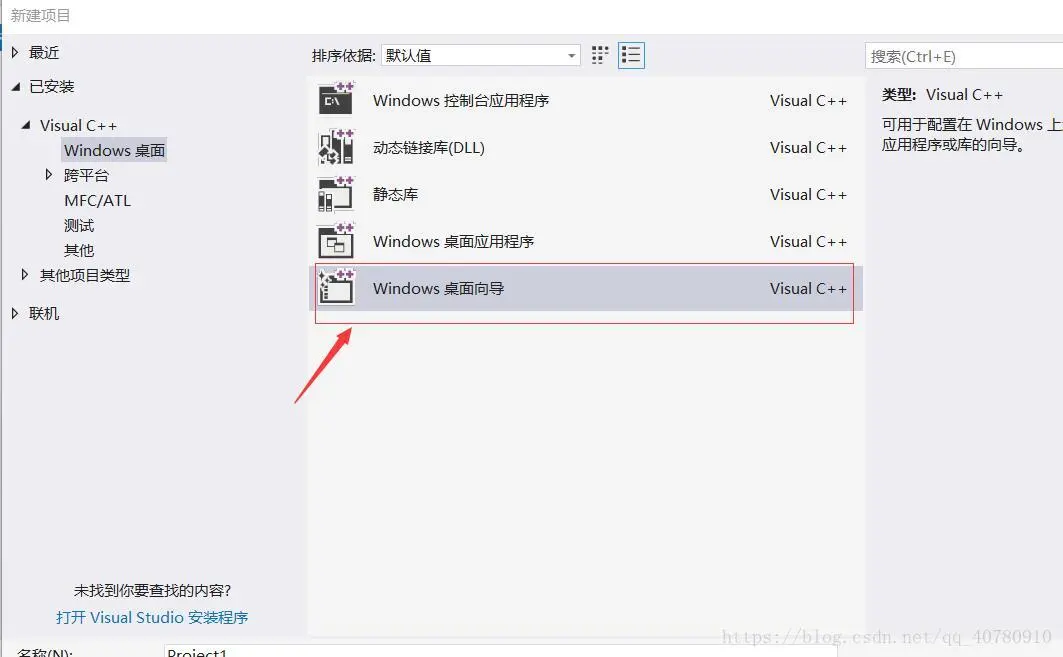 新建项目
最近
已安装
Visual C++
Windows 桌面
跨平台
MFC/ATL
测试
其他
其他项目类型
联机
未找到你要查找的内容?
打开 Visual Studio 安装程序
排序依据: 默认值
Windows 控制台应用程序 Visual C++
动态链接库(DLL) Visual C++
静态库 Visual C++
Windows 桌面应用程序 Visual C++
Windows 桌面向导 Visual C++
搜索(Ctrl+E)
类型: Visual C++
可用于配置在 Windows 上
应用程序或库的向导。
名称(N): Project1
https://blog.csdn.net/qq_40780910